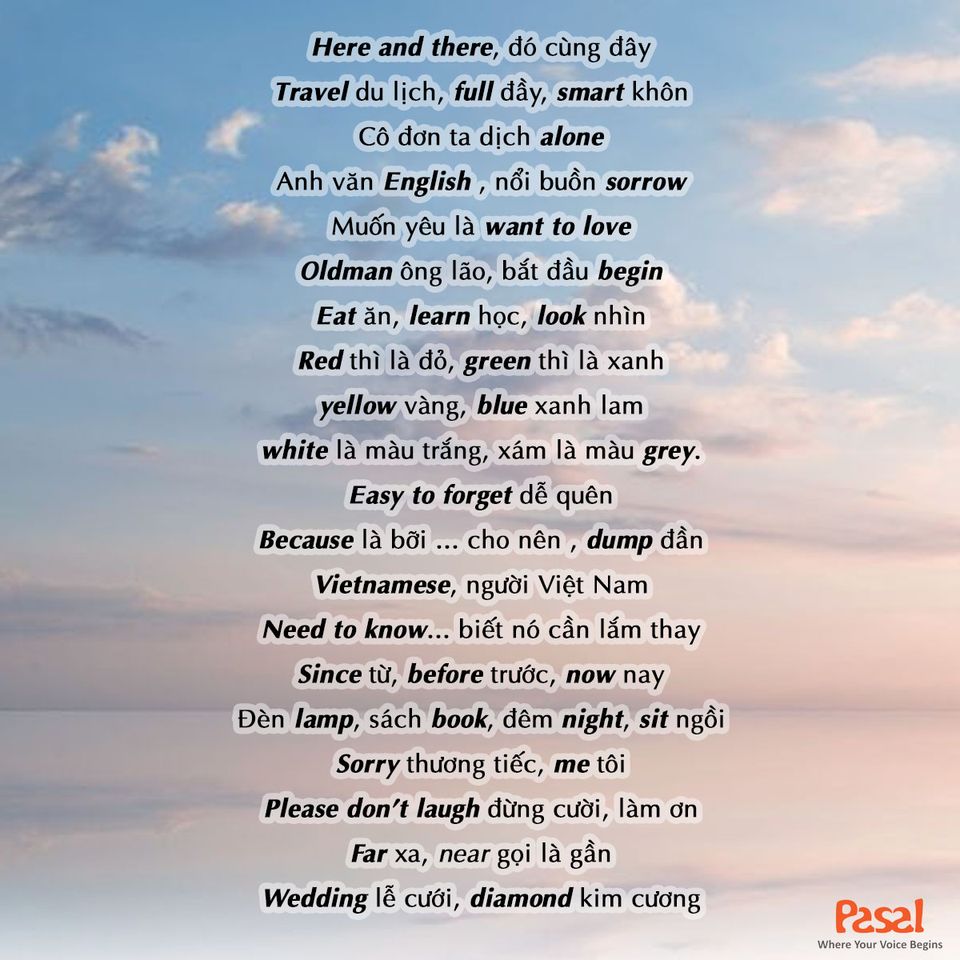 Here and there, đó cùng đây
Travel du lịch, full đầy, smart khôn
Cô đơn ta dịch alone
Anh văn English , nổi buồn sorrow
Muốn yêu là want to love
Oldman ông lão, bắt đầu begin
Eat ăn, learn học, look nhìn
Red thì là đỏ, green thì là xanh
yellow vàng, blue xanh lam
white là màu trắng, xám là màu grey.
Easy to forget dễ quên
Because là bỡi ... cho nên , dump đần
Vietnamese, người Việt Nam
Need to know... biết nó cần lắm thay
Since từ, before trước, now nay
Đèn lamp, sách book, đêm night, sit ngồi
Sorry thương tiếc, me tôi
Please don't laugh đừng cười, làm ơn
Far xa, near gọi là gần
Wedding lễ cưới, diamond kim cương
Pasal
Where Your Voice Begins